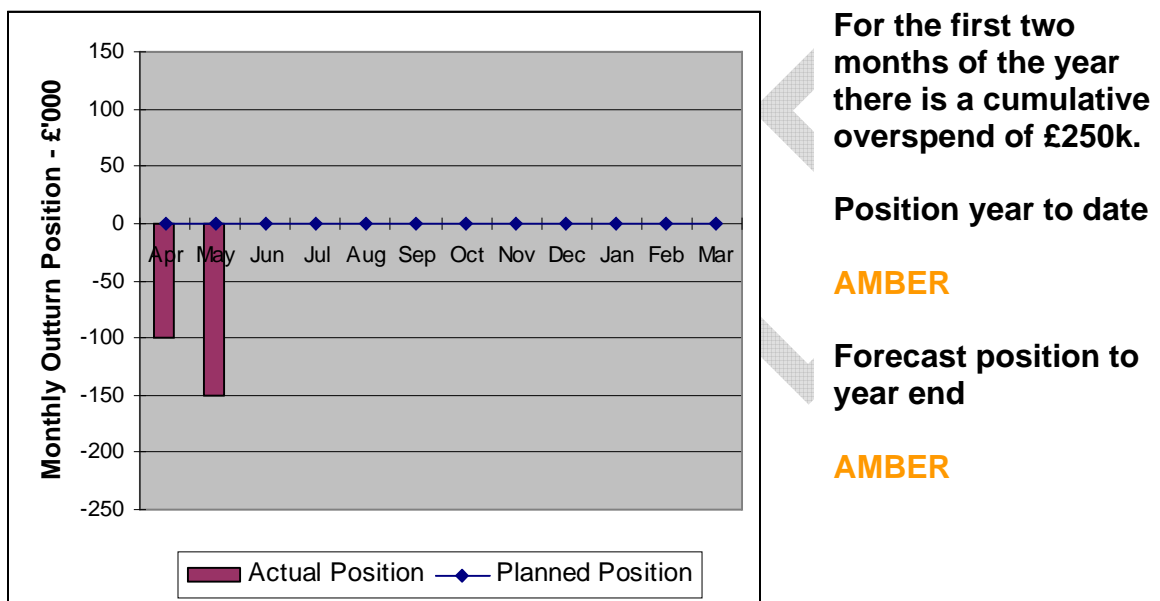 150
100
50
0
-50
-100
-150
-200
-250
Monthly Outturn Position - £'000
Apr May Jun Jul Aug Sep Oct Nov Dec Jan Feb Mar
Actual Position Planned Position
For the first two
months of the year
there is a cumulative
overspend of £250k.
Position year to date
AMBER
Forecast position to
year end
AMBER